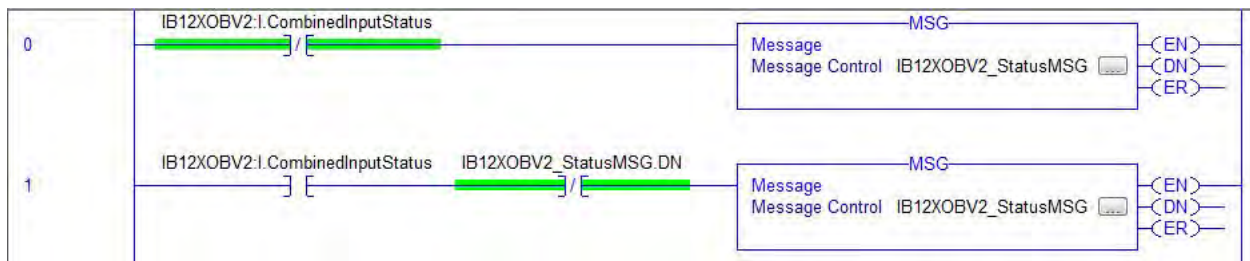 IB12XOBV2:I.CombinedInputStatus
MSG
0
Message
EN
Message Control IB12XOBV2_StatusMSG ...
DN
ER
IB12XOBV2:I.CombinedInputStatus IB12XOBV2_StatusMSG.DN
MSG
1
Message
EN
Message Control IB12XOBV2_StatusMSG ...
DN
ER